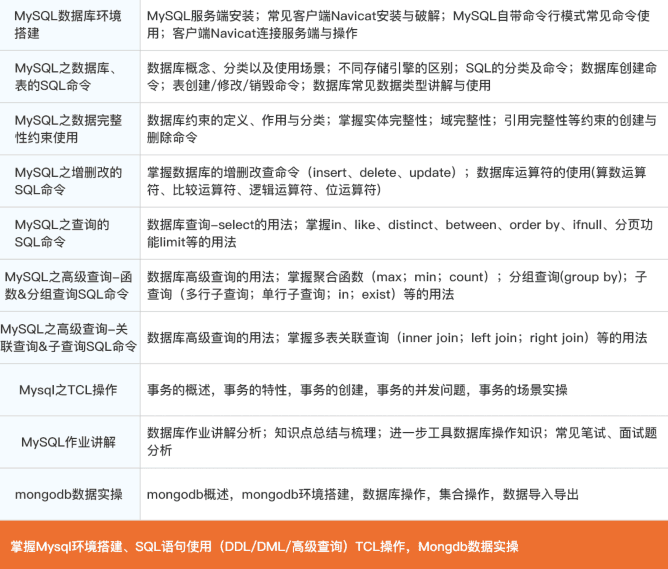 MySQL数据库环境
搭建
MySQL服务端安装；常见客户端Navicat安装与破解；MySQL自带命令行模式常见命令使
用；客户端Navicat连接服务端与操作
MySQL之数据库、
表的SQL命令
数据库概念、分类以及使用场景；不同存储引擎的区别；SQL的分类及命令；数据库创建命
令；表创建/修改/销毁命令；数据库常见数据类型讲解与使用
MySQL之数据完整
性约束使用
数据库约束的定义、作用与分类；掌握实体完整性；域完整性；引用完整性等约束的创建与
删除命令
MySQL之增删改的
SQL命令
掌握数据库的增删改查命令（insert、delete、update）；数据库运算符的使用(算数运算
符、比较运算符、逻辑运算符、位运算符)
MySQL之查询的
SQL命令
数据库查询-select的用法；掌握in、like、distinct、between、order by、ifnull、分页功
能limit等的用法
MySQL之高级查询-函
数&分组查询SQL命令
数据库高级查询的用法；掌握聚合函数（max；min；count）；分组查询(group by)；子
查询（多行子查询；单行子查询；in；exist）等的用法
MySQL之高级查询-关
联查询&子查询SQL命令
数据库高级查询的用法；掌握多表关联查询（inner join；left join；right join）等的用法
Mysql之TCL操作
事务的概述，事务的特性，事务的创建，事务的并发问题，事务的场景实操
MySQL作业讲解
数据库作业讲解分析；知识点总结与梳理；进一步工具数据库操作知识；常见笔试、面试题
分析
mongodb数据实操
mongodb概述，mongodb环境搭建，数据库操作，集合操作，数据导入导出
掌握Mysql环境搭建、SQL语句使用（DDL/DML/高级查询）TCL操作，Mongdb数据实操